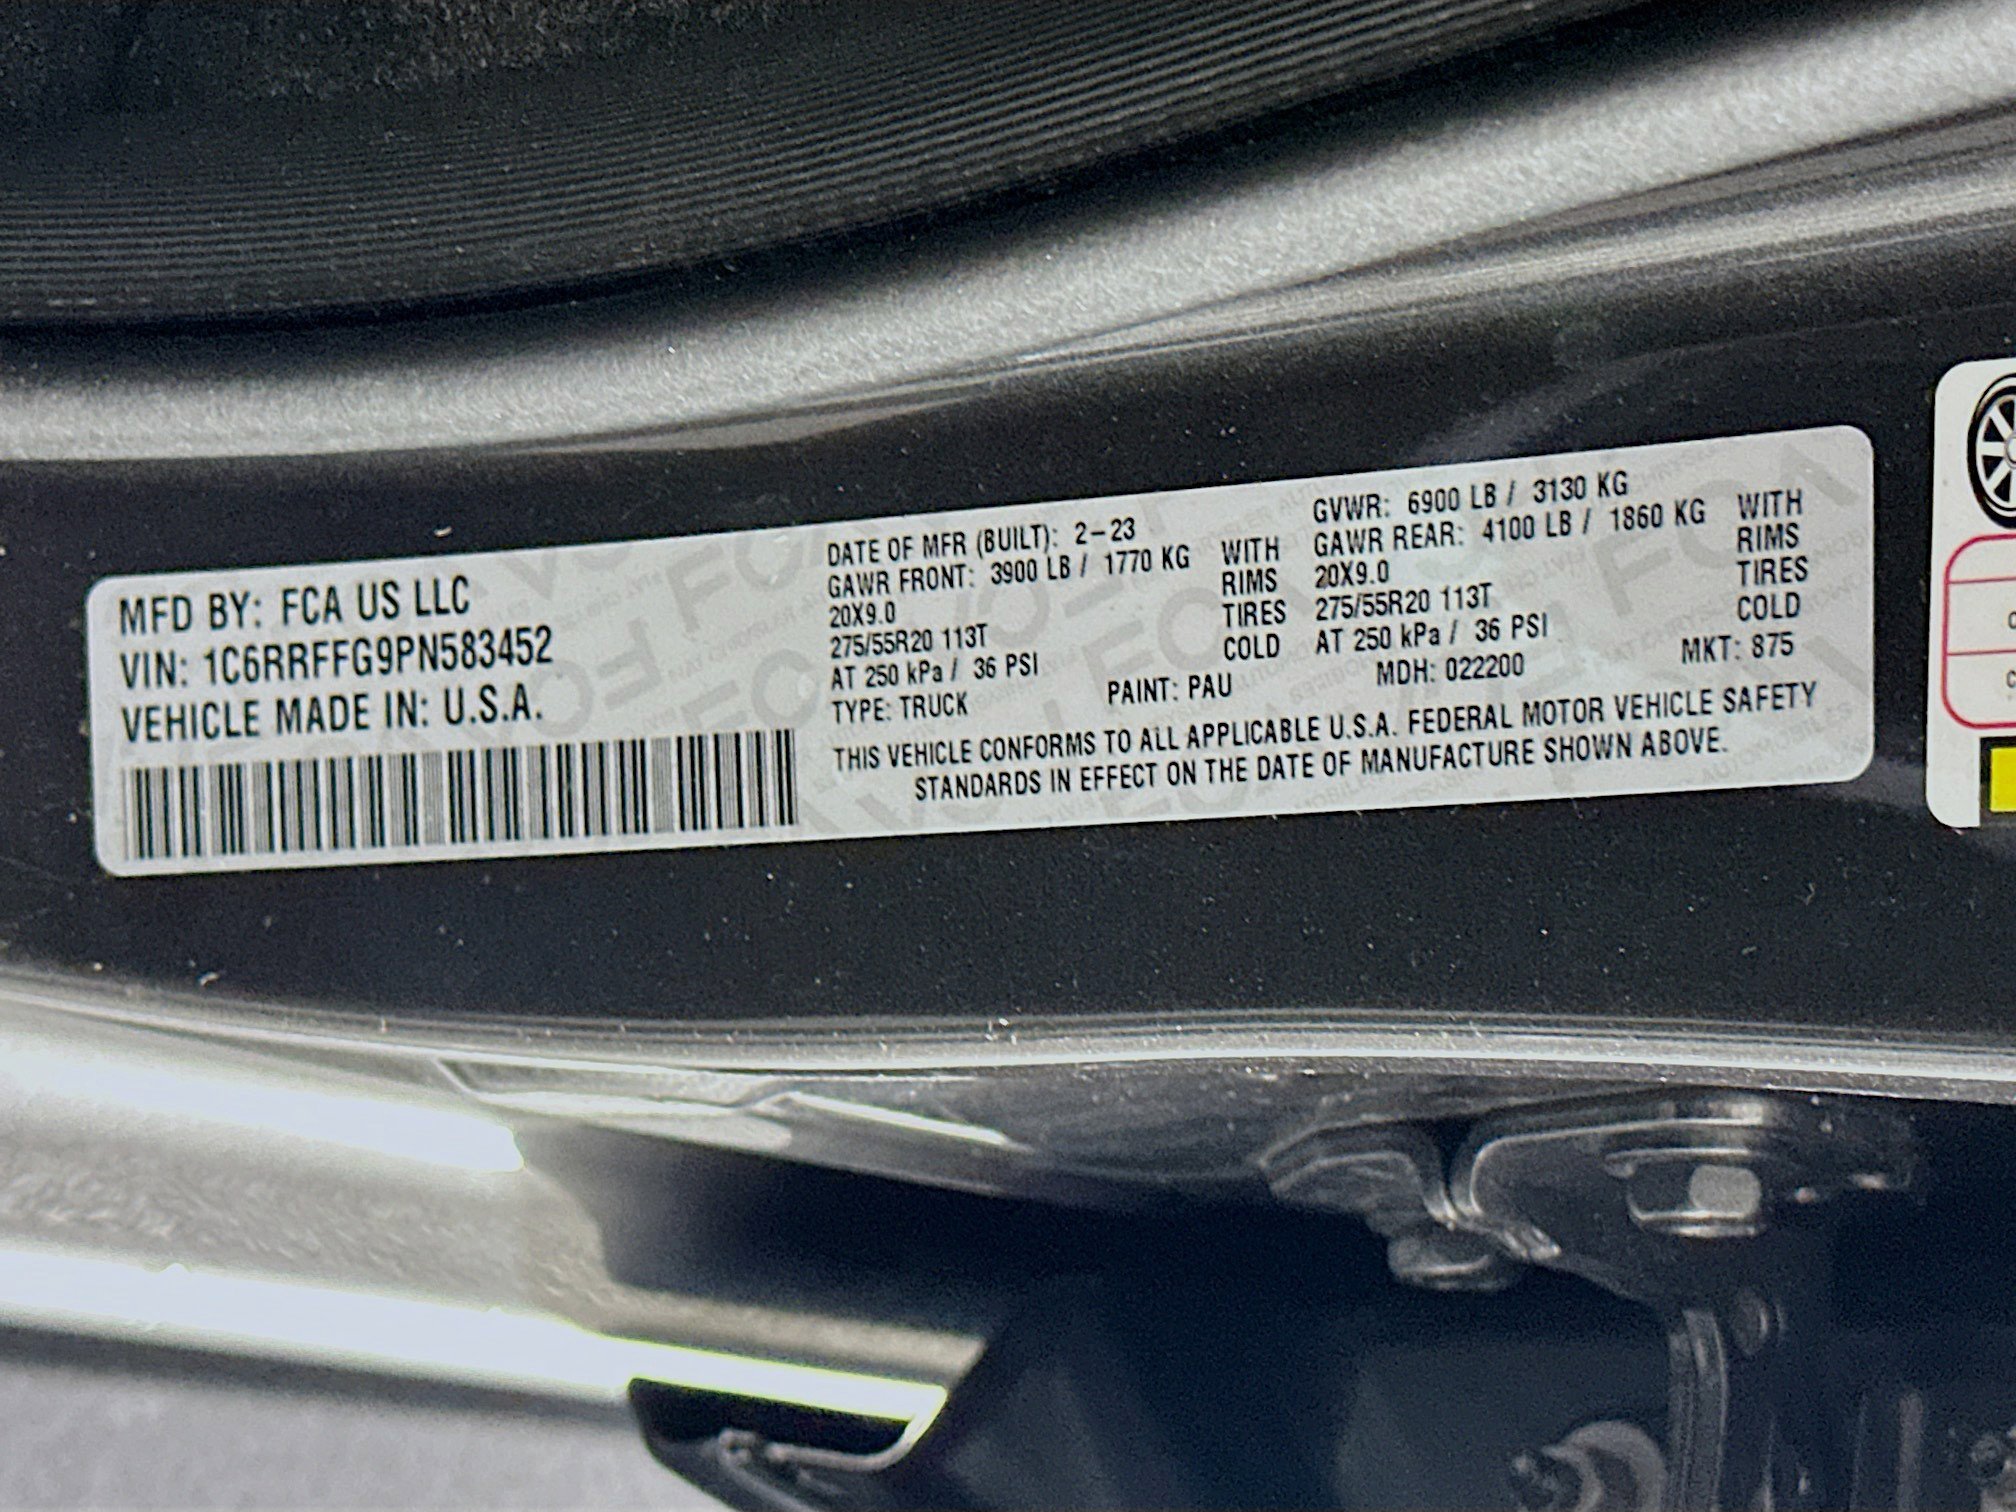 MFD BY: FCA US LLC
VIN: 1C6RRFFG9PN583452
VEHICLE MADE IN: U.S.A.
DATE OF MFR (BUILT): 2-23
GAWR FRONT: 3900 LB / 1770 KG WITH
20X9.0 RIMS
275/55R20 113T TIRES
AT 250 kPa / 36 PSI COLD
GVWR: 6900 LB / 3130 KG
GAWR REAR: 4100 LB / 1860 KG WITH
20X9.0 RIMS
275/55R20 113T TIRES
AT 250 kPa / 36 PSI COLD
TYPE: TRUCK PAINT: PAU MDH: 022200 MKT: 875
THIS VEHICLE CONFORMS TO ALL APPLICABLE U.S.A. FEDERAL MOTOR VEHICLE SAFETY
STANDARDS IN EFFECT ON THE DATE OF MANUFACTURE SHOWN ABOVE.